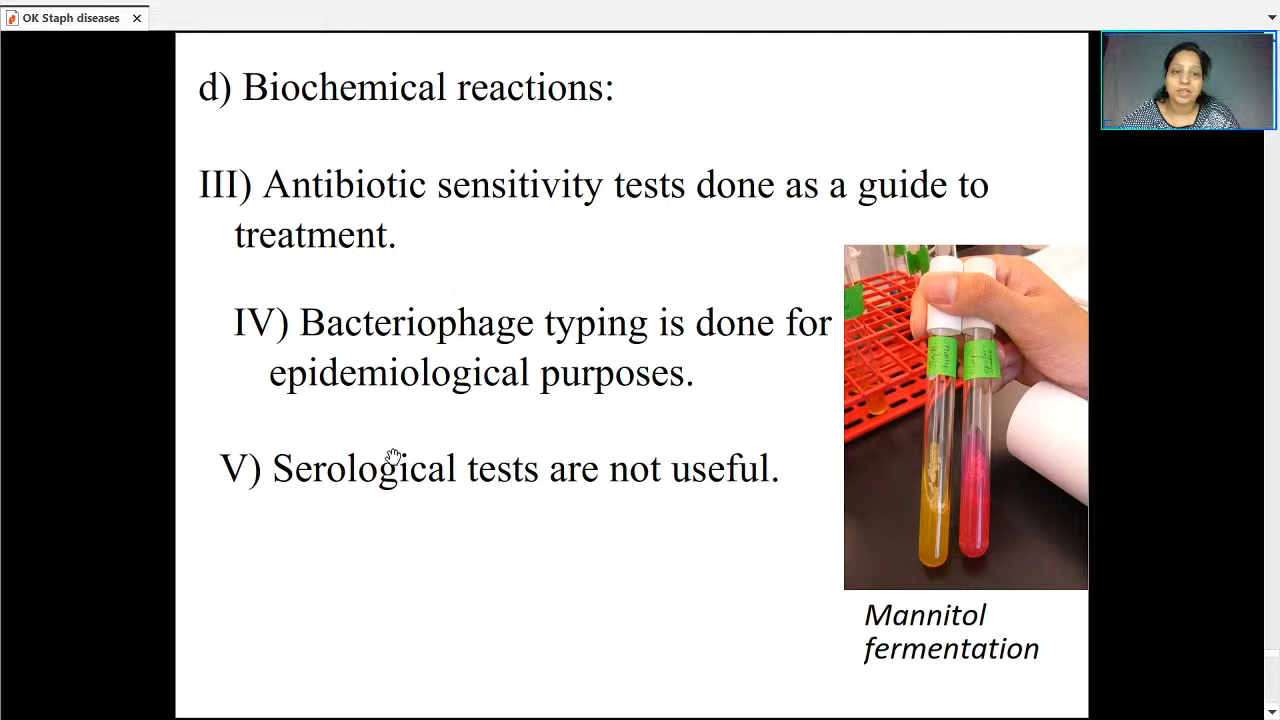 OK Staph diseases
d) Biochemical reactions:
III) Antibiotic sensitivity tests done as a guide to
treatment.
IV) Bacteriophage typing is done for
epidemiological purposes.
V) Serological tests are not useful.
Mannitol
fermentation